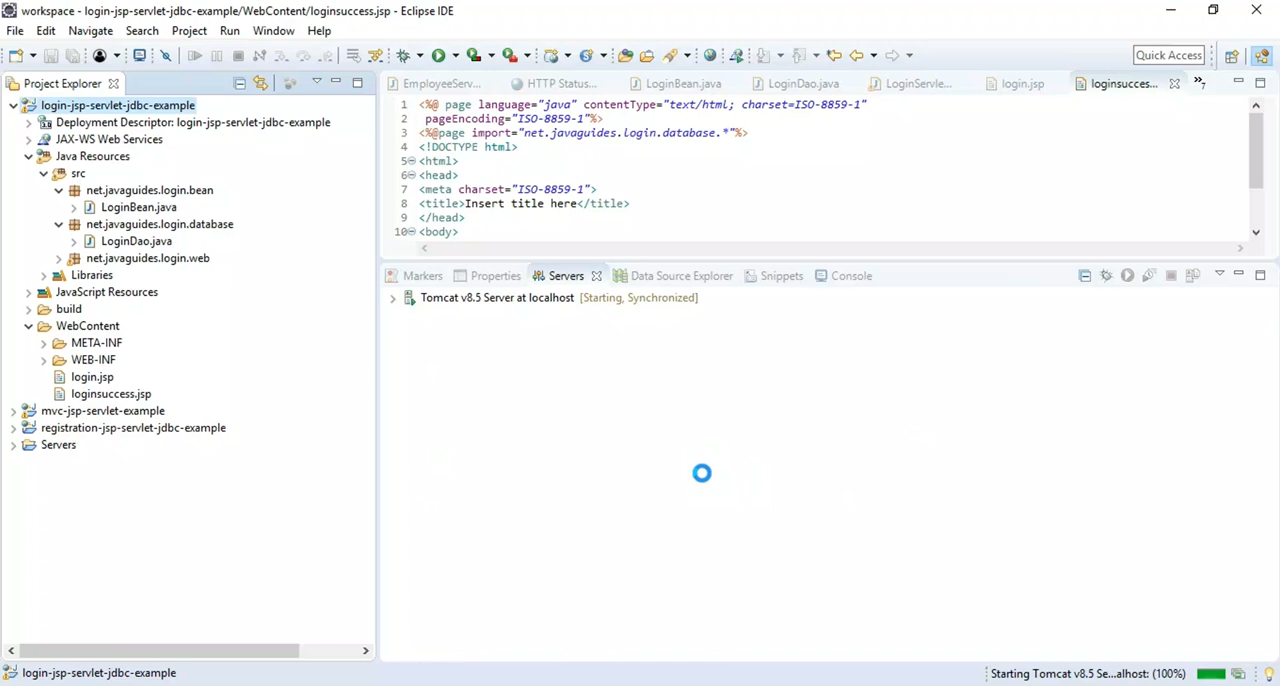 workspace - login-jsp-servlet-jdbc-example/WebContent/loginsuccess.jsp - Eclipse IDE
File Edit Navigate Search Project Run Window Help
Quick Access
Project Explorer
login-jsp-servlet-jdbc-example
Deployment Descriptor: login-jsp-servlet-jdbc-example
JAX-WS Web Services
Java Resources
src
net.javaguides.login.bean
LoginBean.java
net.javaguides.login.database
LoginDao.java
net.javaguides.login.web
Libraries
JavaScript Resources
build
WebContent
META-INF
WEB-INF
login.jsp
loginsuccess.jsp
mvc-jsp-servlet-example
registration-jsp-servlet-jdbc-example
Servers
EmployeeServ... HTTP Status... LoginBean.java LoginDao.java LoginServle... login.jsp loginsucces... »7
1 <%@ page language="java" contentType="text/html; charset=ISO-8859-1"
2 pageEncoding="ISO-8859-1"%>
3 <%@page import="net.javaguides.login.database.*"%>
4 <!DOCTYPE html>
5 <html>
6 <head>
7 <meta charset="ISO-8859-1">
8 <title>Insert title here</title>
9 </head>
10 <body>
Markers Properties Servers Data Source Explorer Snippets Console
Tomcat v8.5 Server at localhost [Starting, Synchronized]
login-jsp-servlet-jdbc-example
Starting Tomcat v8.5 Se...alhost: (100%)